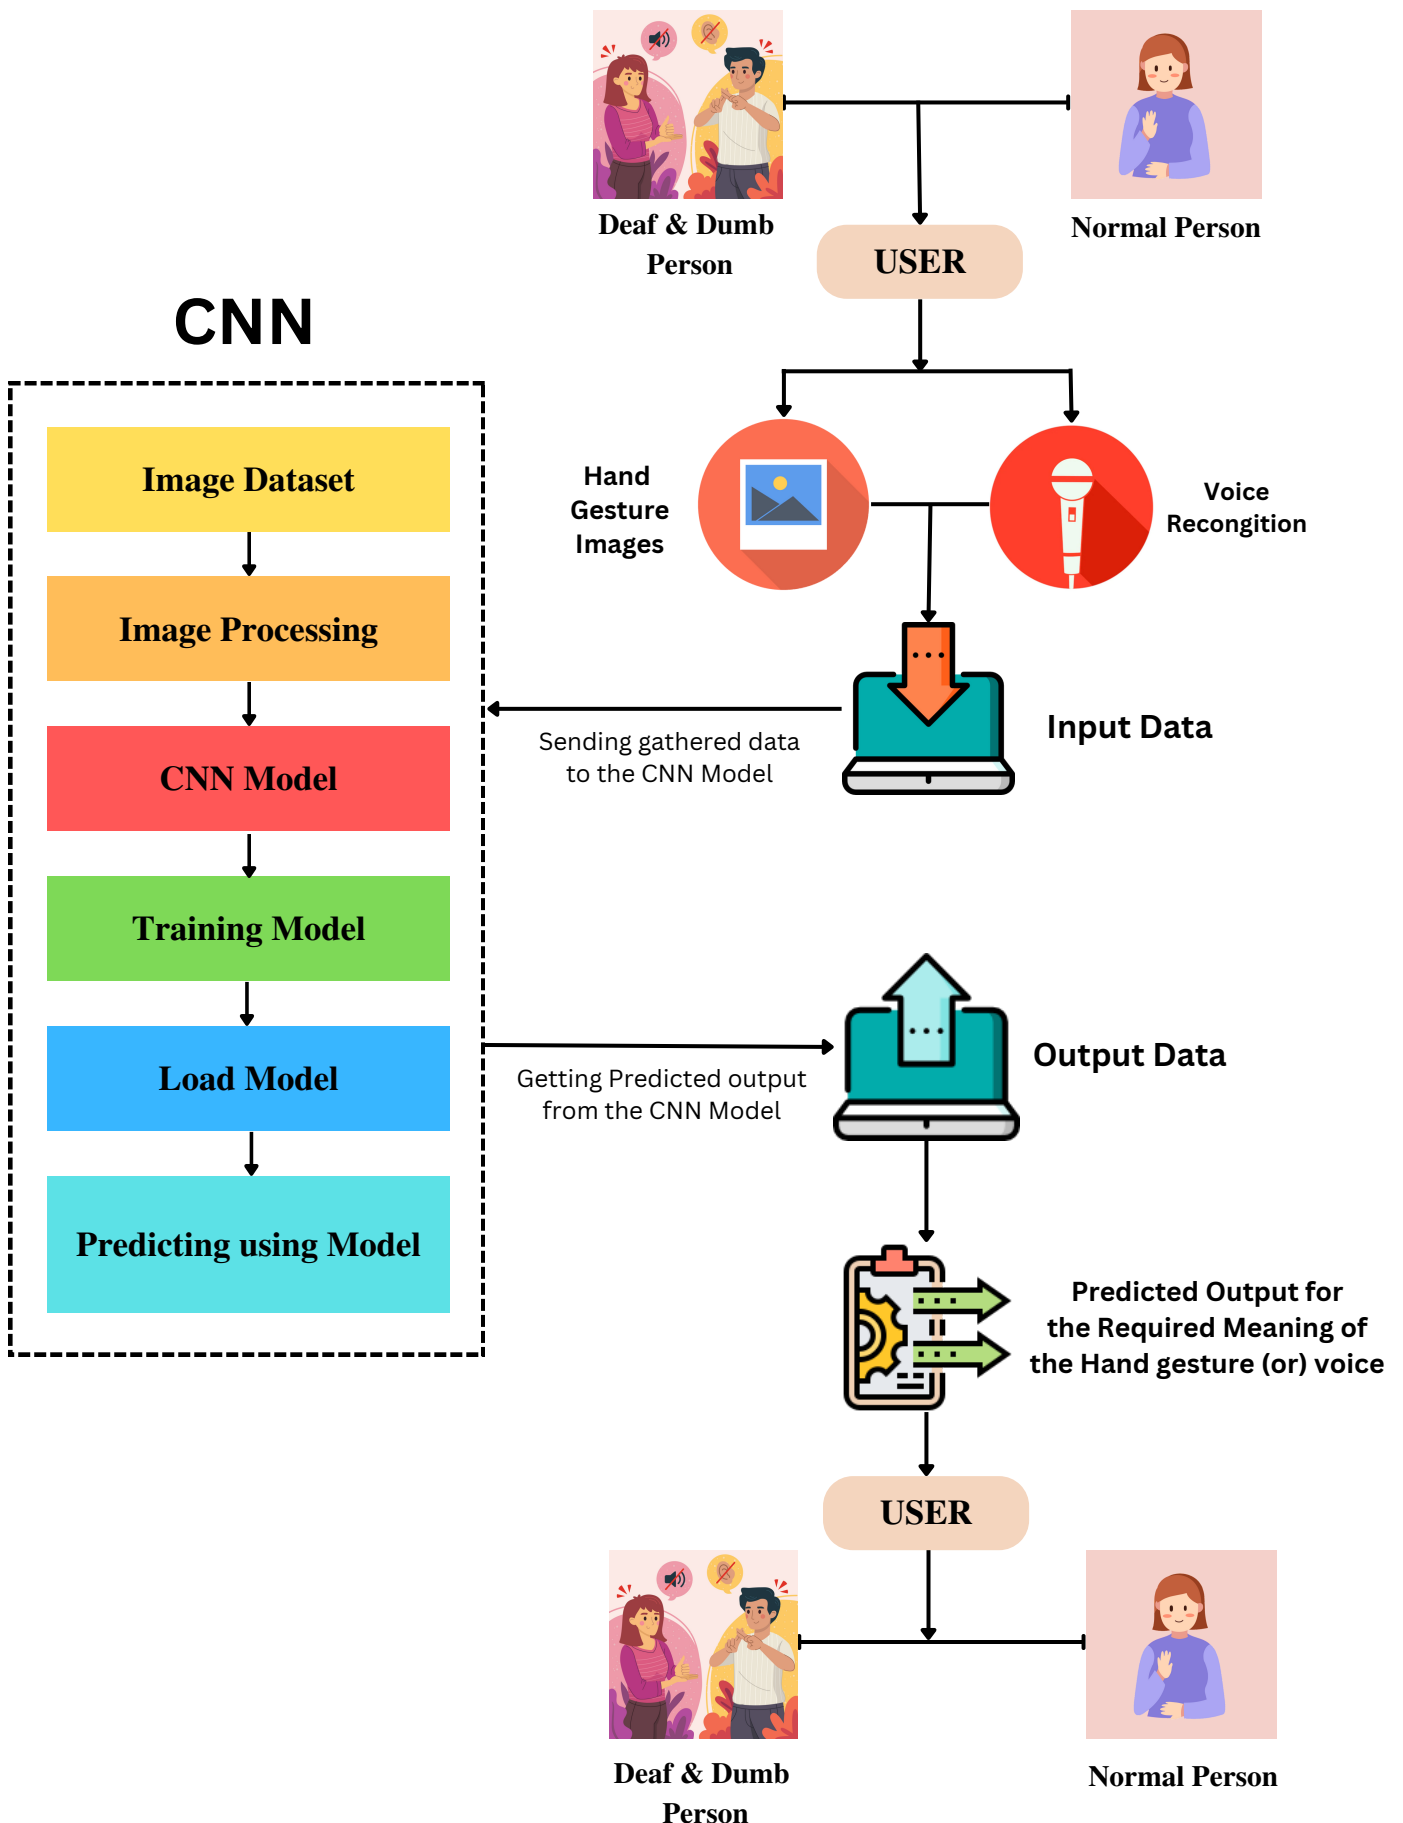 Deaf & Dumb
Person
Normal Person
USER
CNN
Image Dataset
Image Processing
CNN Model
Training Model
Load Model
Predicting using Model
Hand
Gesture
Images
Voice
Recongition
Input Data
Sending gathered data
to the CNN Model
Output Data
Getting Predicted output
from the CNN Model
Predicted Output for
the Required Meaning of
the Hand gesture (or) voice
USER
Deaf & Dumb
Person
Normal Person